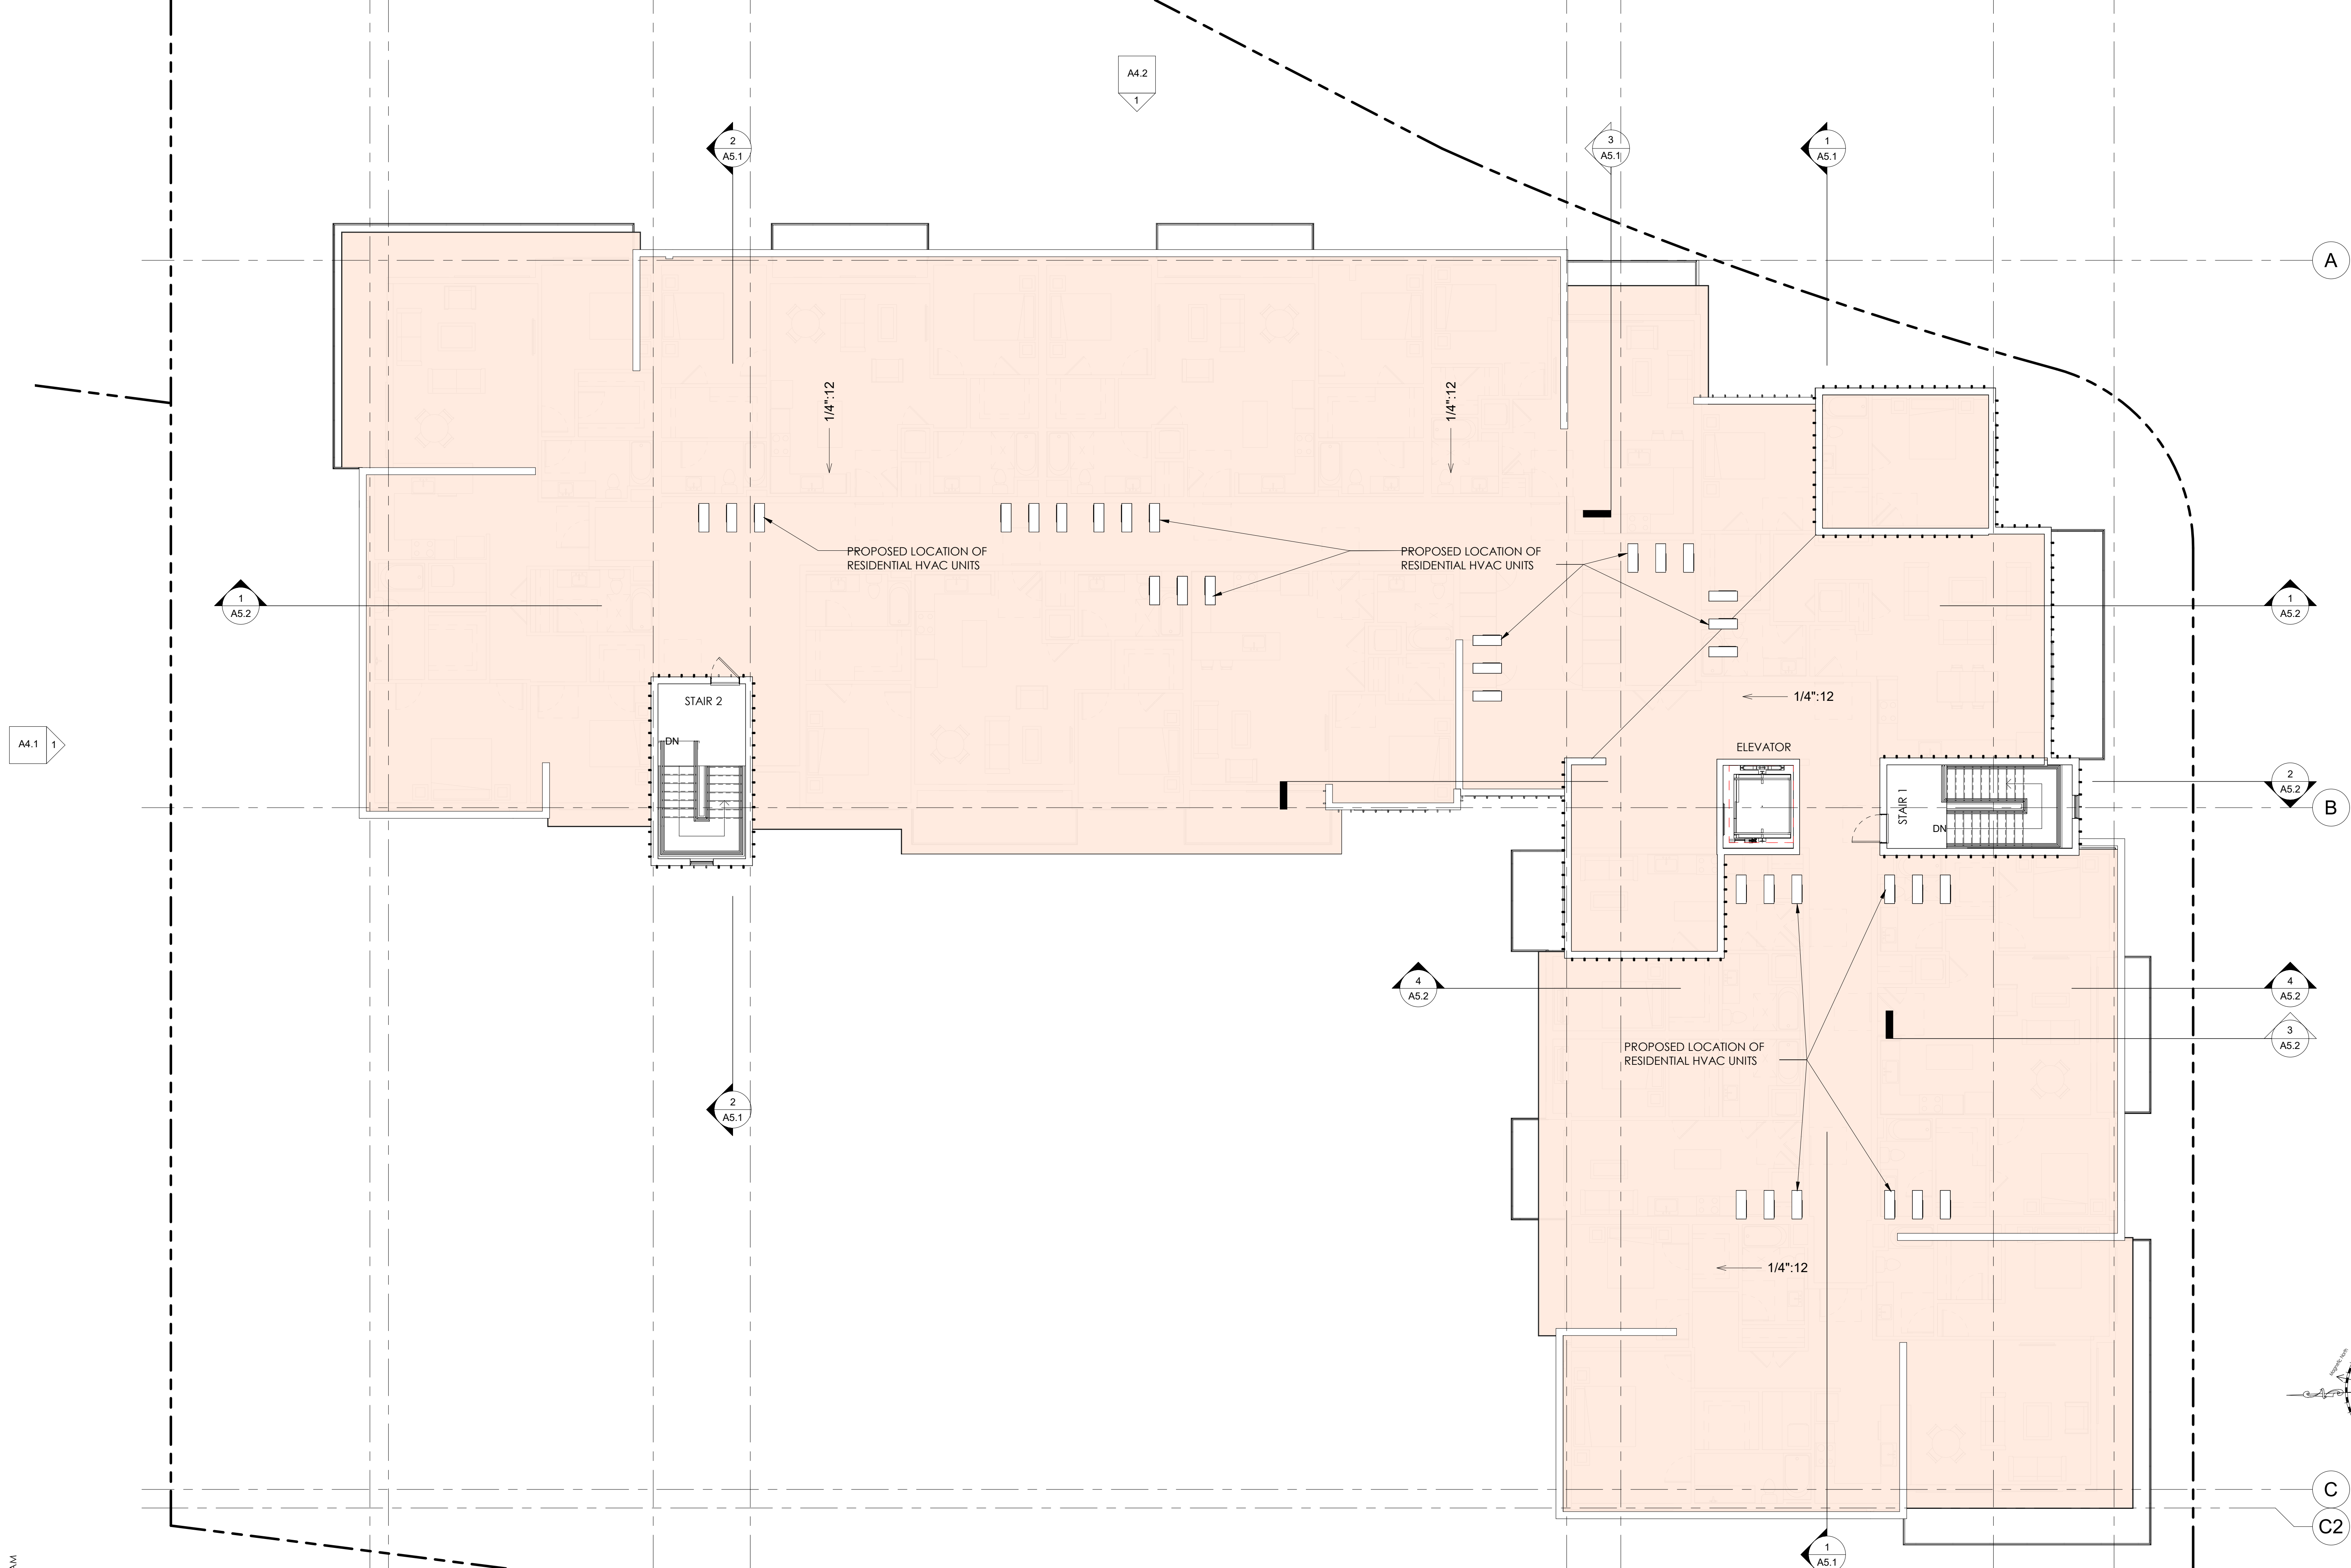 A4.2
1
2
A5.1
3
A5.1
1
A5.1
A
1/4":12
1/4":12
PROPOSED LOCATION OF
RESIDENTIAL HVAC UNITS
PROPOSED LOCATION OF
RESIDENTIAL HVAC UNITS
1
A5.2
1
A5.2
STAIR 2
DN
1/4":12
A4.1
1
ELEVATOR
2
A5.2
B
STAIR 1
DN
4
A5.2
4
A5.2
3
A5.2
PROPOSED LOCATION OF
RESIDENTIAL HVAC UNITS
2
A5.1
1/4":12
Magnetic North
C
C2
1
A5.1
AM